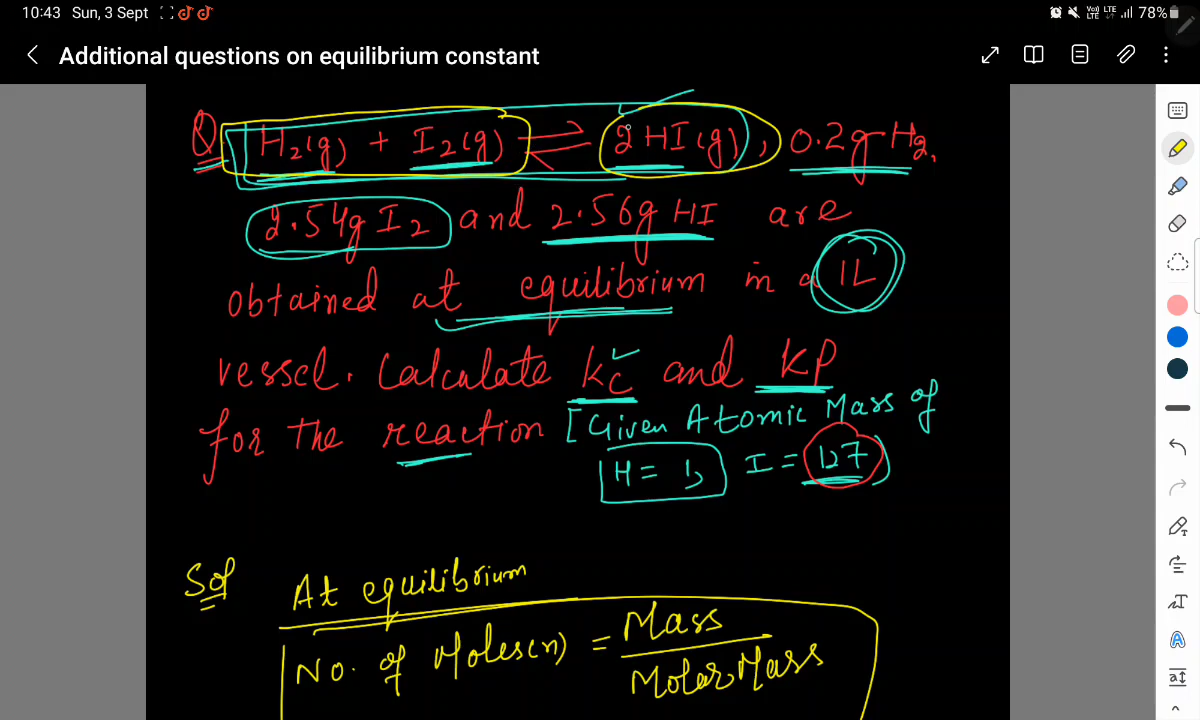 10:43 Sun, 3 Sept 78%
Additional questions on equilibrium constant
Q H2(g) + I2(g) ⇌ 2HI(g), 0.2g H2,
2.54g I2 and 2.56g HI are
obtained at equilibrium in a 1L
vessel. Calculate Kc and KP
for the reaction [Given Atomic Mass of
H = 1, I = 127)
Sol At equilibrium
No. of Moles(n) = Mass
Molar Mass